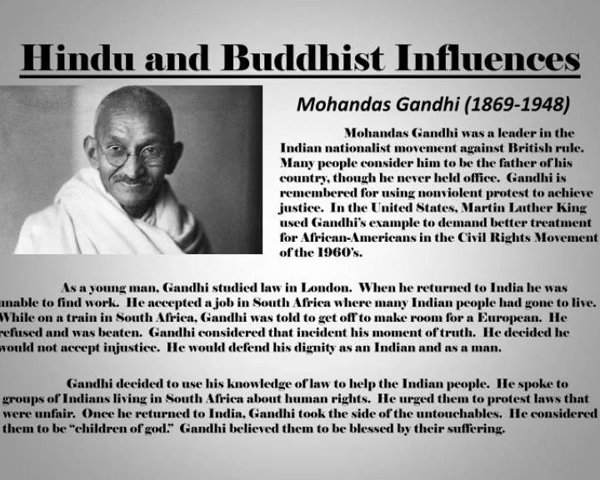 Hindu and Buddhist Influences
Mohandas Gandhi (1869-1948)
Mohandas Gandhi was a leader in the
Indian nationalist movement against British rule.
Many people consider him to be the father of his
country, though he never held office. Gandhi is
remembered for using nonviolent protest to achieve
justice. In the United States, Martin Luther King
used Gandhi's example to demand better treatment
for African-Americans in the Civil Rights Movement
of the 1960's.
As a young man, Gandhi studied law in London. When he returned to India he was
unable to find work. He accepted a job in South Africa where many Indian people had gone to live.
While on a train in South Africa, Gandhi was told to get off to make room for a European. He
refused and was beaten. Gandhi considered that incident his moment of truth. He decided he
would not accept injustice. He would defend his dignity as an Indian and as a man.
Gandhi decided to use his knowledge of law to help the Indian people. He spoke to
groups of Indians living in South Africa about human rights. He urged them to protest laws that
were unfair. Once he returned to India, Gandhi took the side of the untouchables. He considered
them to be "children of god." Gandhi believed them to be blessed by their suffering.